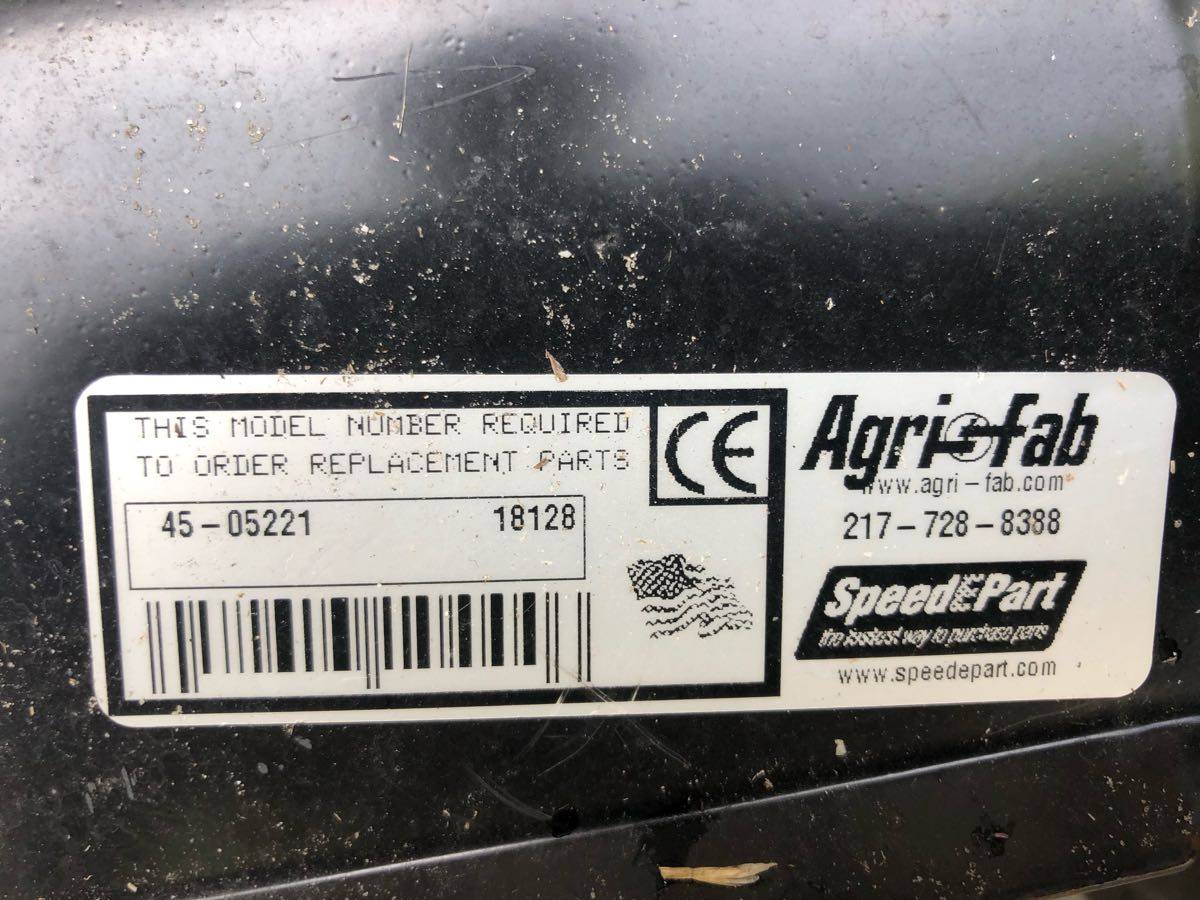 THIS MODEL NUMBER REQUIRED
TO ORDER REPLACEMENT PARTS
CE
45-05221 18128
Agri-Fab
www.agri-fab.com
217-728-8388
SpeedEPart
the fastest way to purchase parts
www.speedepart.com